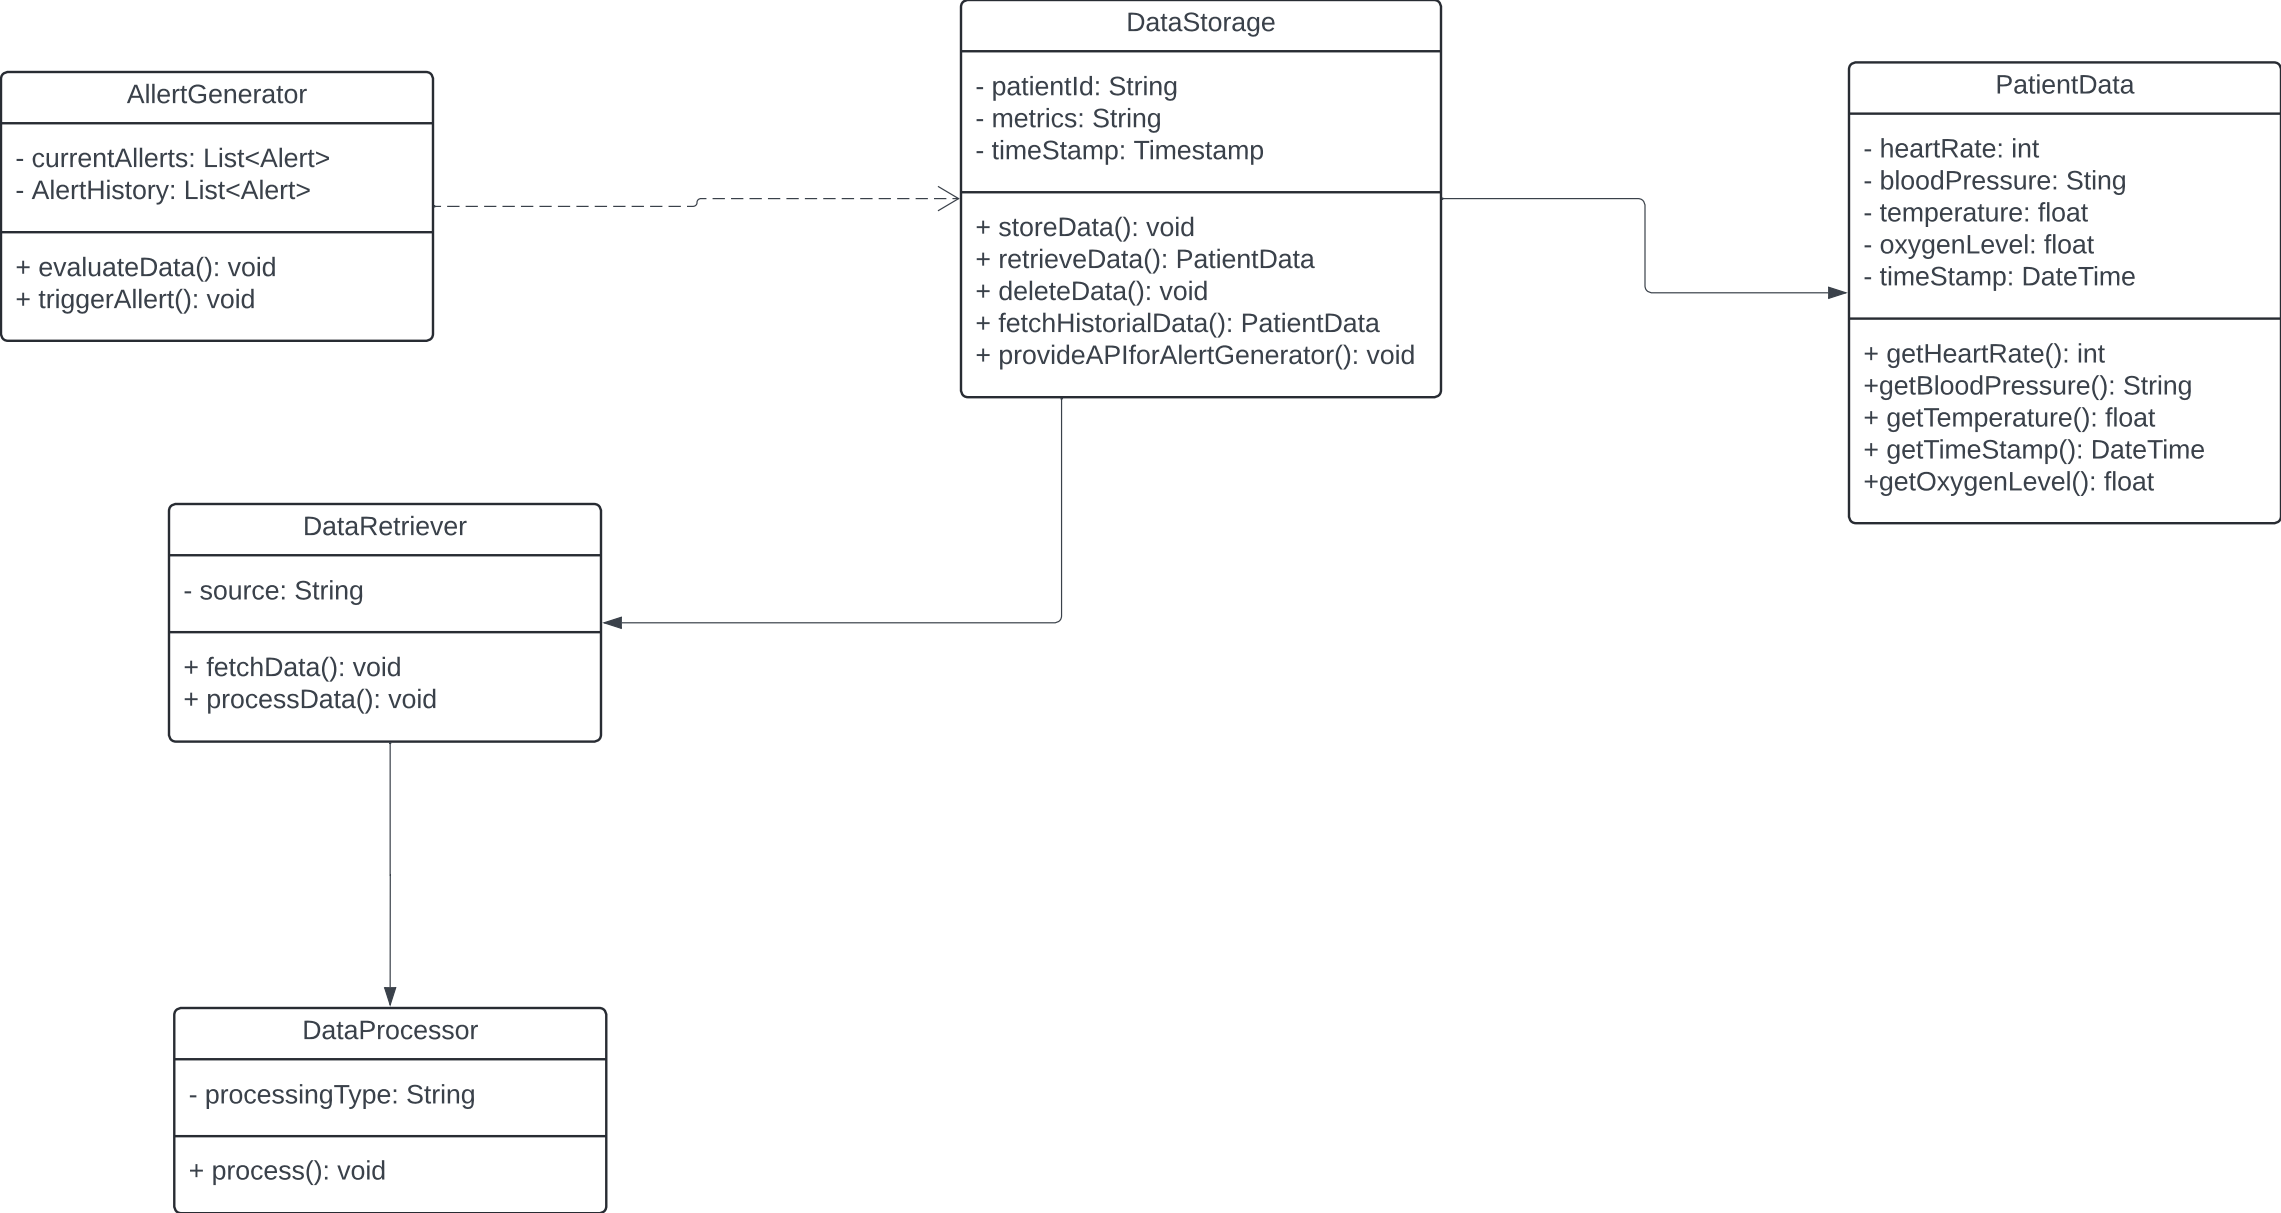 AllertGenerator
- currentAllerts: List<Alert>
- AlertHistory: List<Alert>
+ evaluateData(): void
+ triggerAllert(): void
DataStorage
- patientId: String
- metrics: String
- timeStamp: Timestamp
+ storeData(): void
+ retrieveData(): PatientData
+ deleteData(): void
+ fetchHistorialData(): PatientData
+ provideAPIforAlertGenerator(): void
PatientData
- heartRate: int
- bloodPressure: Sting
- temperature: float
- oxygenLevel: float
- timeStamp: DateTime
+ getHeartRate(): int
+getBloodPressure(): String
+ getTemperature(): float
+ getTimeStamp(): DateTime
+getOxygenLevel(): float
DataRetriever
- source: String
+ fetchData(): void
+ processData(): void
DataProcessor
- processingType: String
+ process(): void